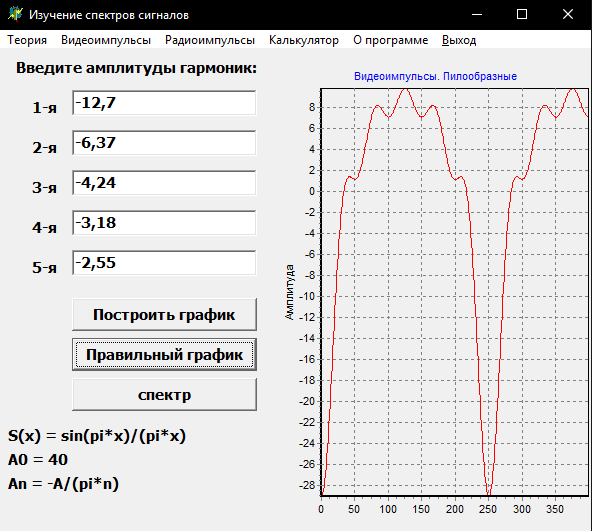 Изучение спектров сигналов
Теория Видеоимпульсы Радиоимпульсы Калькулятор О программе Выход
Введите амплитуды гармоник:
1-я -12,7
2-я -6,37
3-я -4,24
4-я -3,18
5-я -2,55
Построить график
Правильный график
спектр
S(x) = sin(pi*x)/(pi*x)
A0 = 40
An = -A/(pi*n)
Видеоимпульсы. Пилообразные
Амплитуда
8
6
4
2
0
-2
-4
-6
-8
-10
-12
-14
-16
-18
-20
-22
-24
-26
-28
0 50 100 150 200 250 300 350